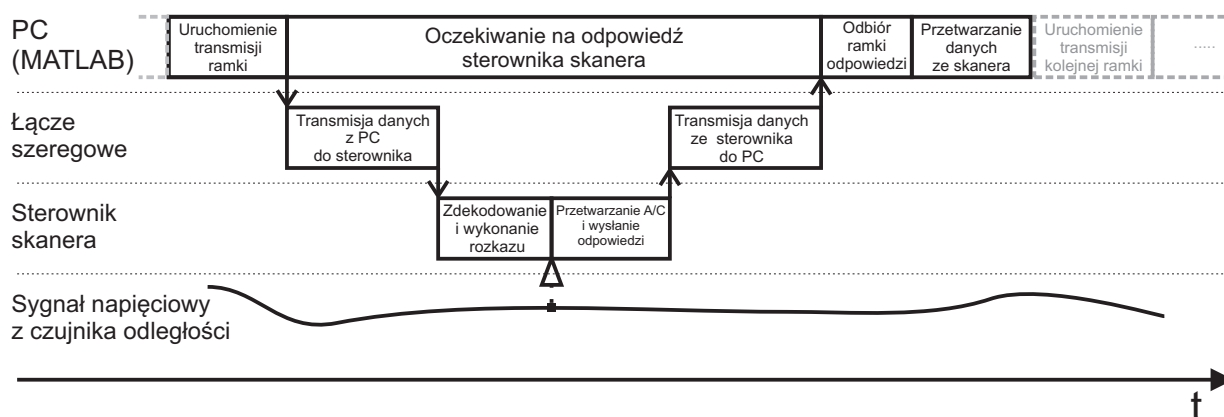 PC
(MATLAB)
Uruchomienie
transmisji
ramki
Oczekiwanie na odpowiedź
sterownika skanera
Odbiór
ramki
odpowiedzi
Przetwarzanie
danych
ze skanera
Uruchomienie
transmisji
kolejnej ramki
.....
Łącze
szeregowe
Transmisja danych
z PC
do sterownika
Transmisja danych
ze sterownika
do PC
Sterownik
skanera
Zdekodowanie
i wykonanie
rozkazu
Przetwarzanie A/C
i wysłanie
odpowiedzi
Sygnał napięciowy
z czujnika odległości
t